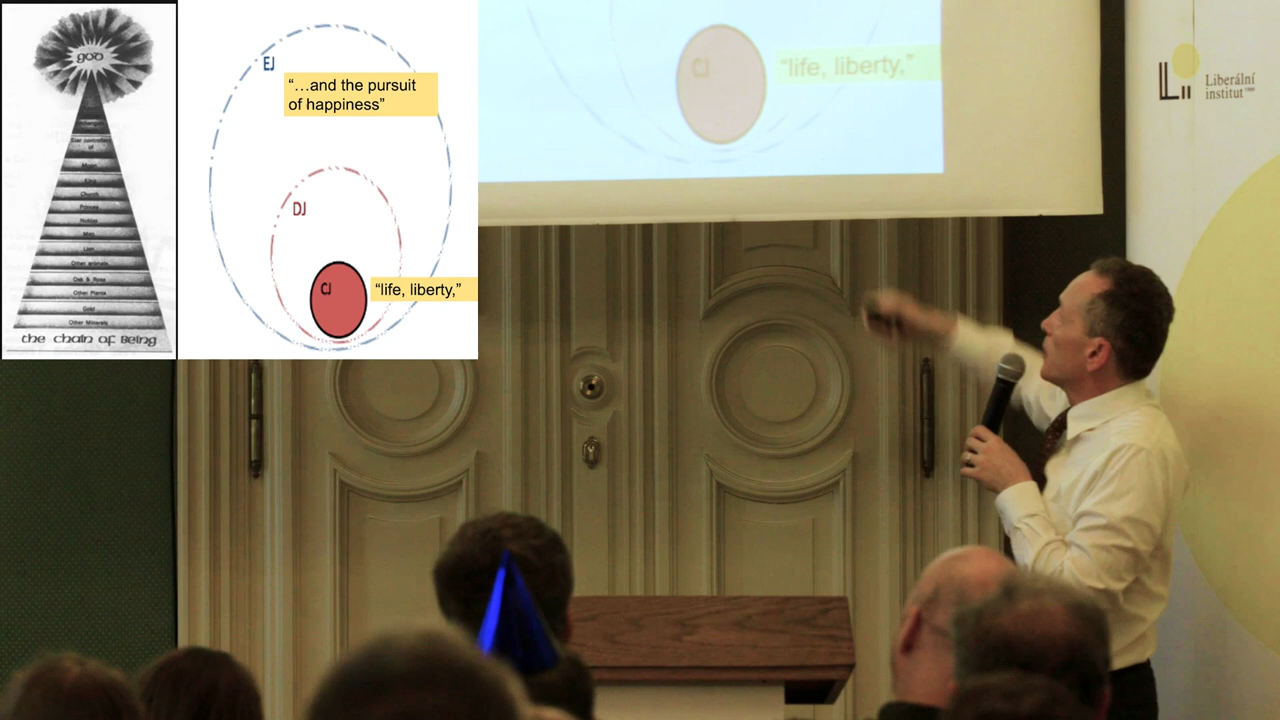 god
Moon
King
Church
Princes
Nobles
Man
Lion
Other animals
Oak & Rose
Other Plants
Gold
Other Minerals
the chain of Being
EJ
“…and the pursuit
of happiness”
DJ
CJ
“life, liberty,”
CJ
“life, liberty,”
Liberální
institut